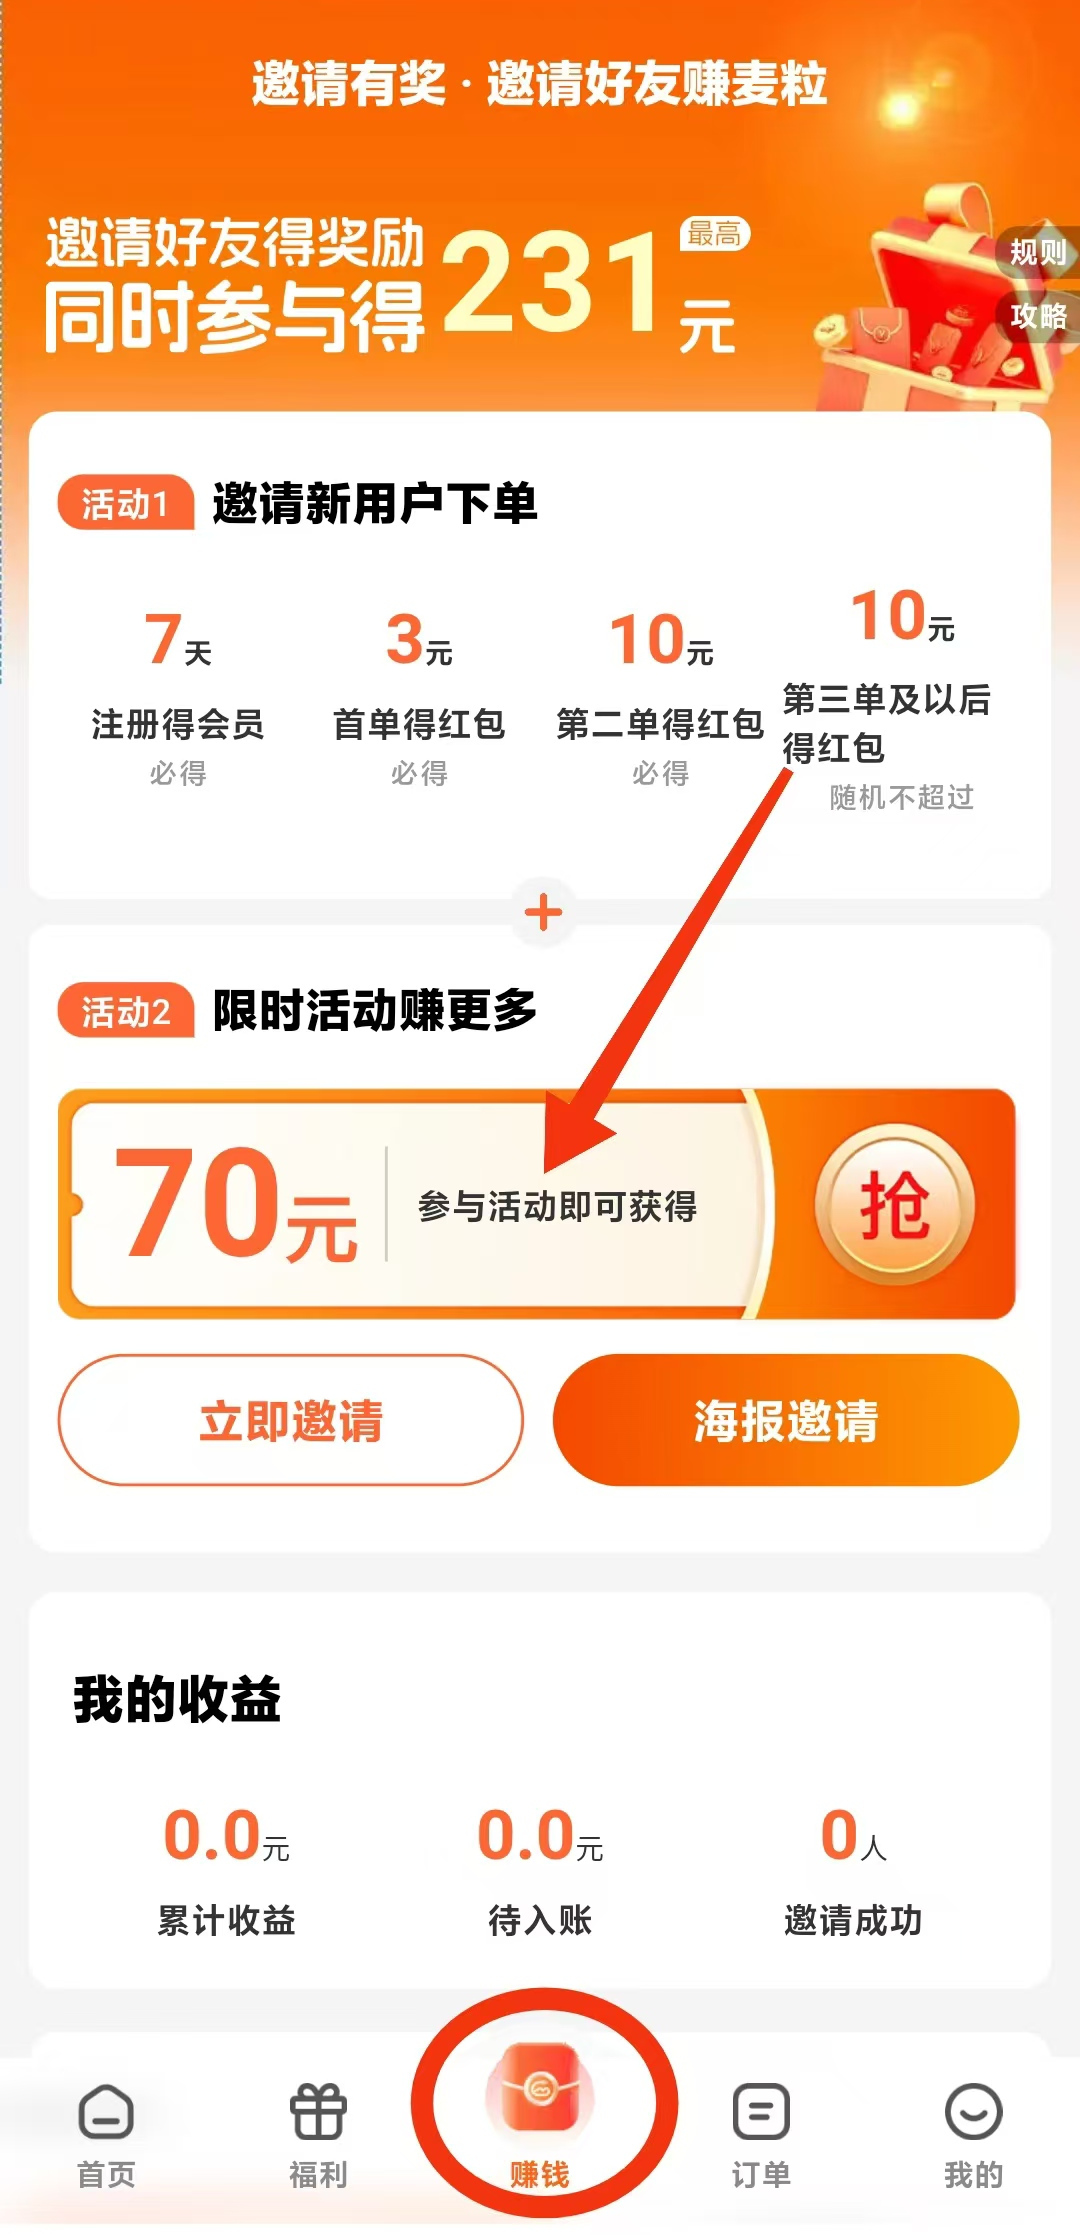 邀请有奖·邀请好友赚麦粒
邀请好友得奖励
同时参与得
231元
最高
规则
攻略
活动1 邀请新用户下单
7天
注册得会员
必得
3元
首单得红包
必得
10元
第二单得红包
必得
10元
第三单及以后
得红包
随机不超过
+
活动2 限时活动赚更多
70元 参与活动即可获得 抢
立即邀请 海报邀请
我的收益
0.0元 0.0元 0人
累计收益 待入账 邀请成功
首页 福利 赚钱 订单 我的